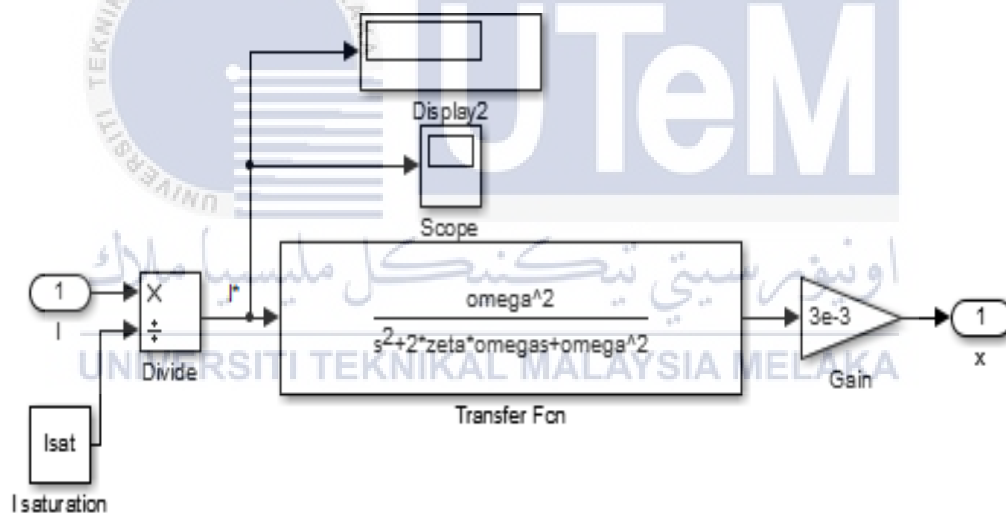 UNIVERSITI TEKNIKAL MALAYSIA MELAKA
UTeM
اونيۏرسيتي تيكنيكل مليسيا ملاك
Display2
Scope
1
I
×
÷
Divide
I*
omega^2
s^2+2*zeta*omegas+omega^2
Transfer Fcn
3e-3
Gain
1
x
Isat
I saturation